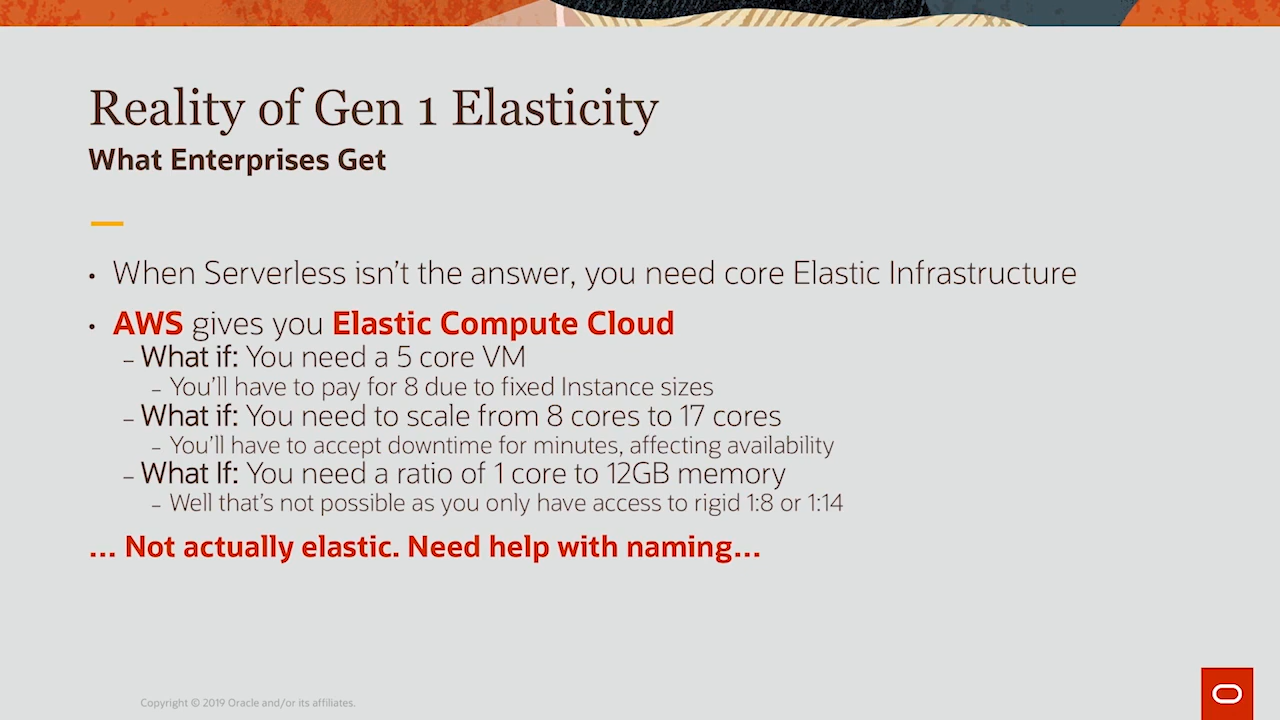 Reality of Gen 1 Elasticity
What Enterprises Get
• When Serverless isn’t the answer, you need core Elastic Infrastructure
• AWS gives you Elastic Compute Cloud
– What if: You need a 5 core VM
– You’ll have to pay for 8 due to fixed Instance sizes
– What if: You need to scale from 8 cores to 17 cores
– You’ll have to accept downtime for minutes, affecting availability
– What If: You need a ratio of 1 core to 12GB memory
– Well that’s not possible as you only have access to rigid 1:8 or 1:14
… Not actually elastic. Need help with naming…
Copyright © 2019 Oracle and/or its affiliates.